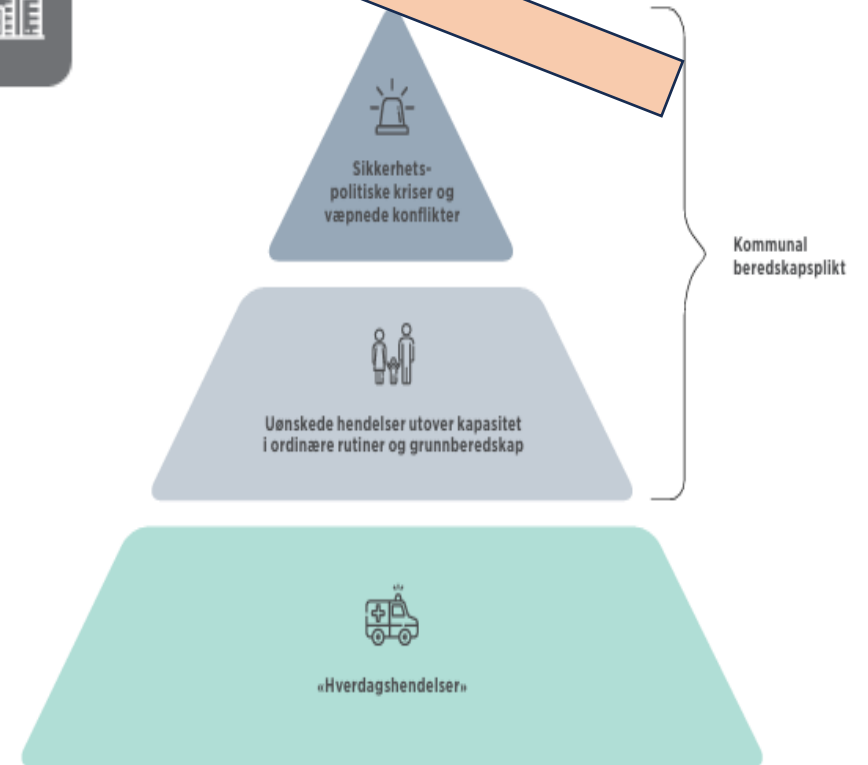 Sikkerhets-
politiske kriser og
væpnede konflikter
Kommunal
beredskapsplikt
Uønskede hendelser utover kapasitet
i ordinære rutiner og grunnberedskap
«Hverdagshendelser»